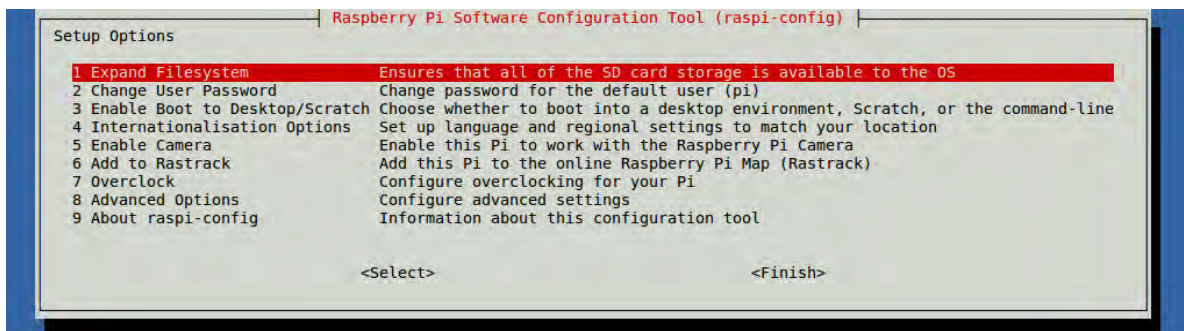 Raspberry Pi Software Configuration Tool (raspi-config)
Setup Options
1 Expand Filesystem Ensures that all of the SD card storage is available to the OS
2 Change User Password Change password for the default user (pi)
3 Enable Boot to Desktop/Scratch Choose whether to boot into a desktop environment, Scratch, or the command-line
4 Internationalisation Options Set up language and regional settings to match your location
5 Enable Camera Enable this Pi to work with the Raspberry Pi Camera
6 Add to Rastrack Add this Pi to the online Raspberry Pi Map (Rastrack)
7 Overclock Configure overclocking for your Pi
8 Advanced Options Configure advanced settings
9 About raspi-config Information about this configuration tool
<Select> <Finish>